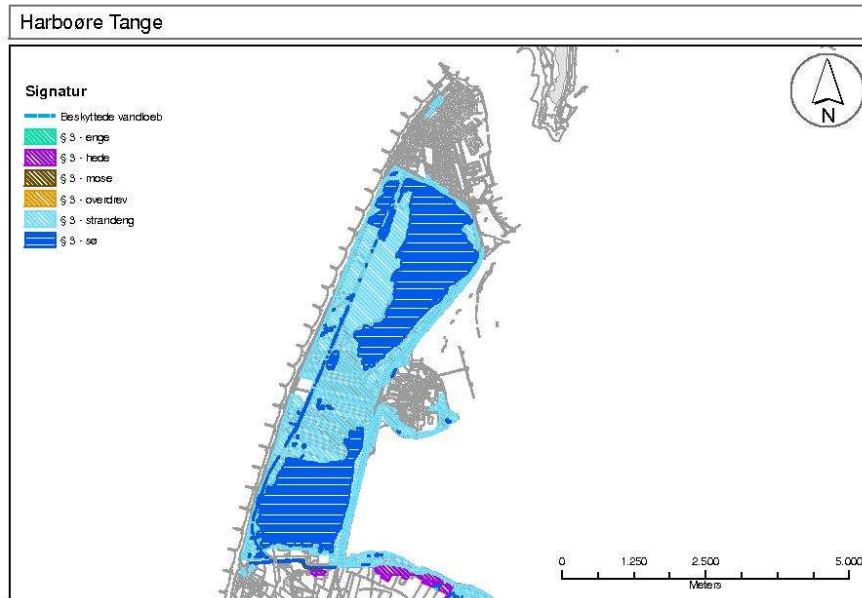 Harboøre Tange
Signatur
Beskyttede vandloeb
§ 3 - enge
§ 3 - hede
§ 3 - mose
§ 3 - overdrev
§ 3 - strandeng
§ 3 - sø
N
0 1.250 2.500 5.000
Meters